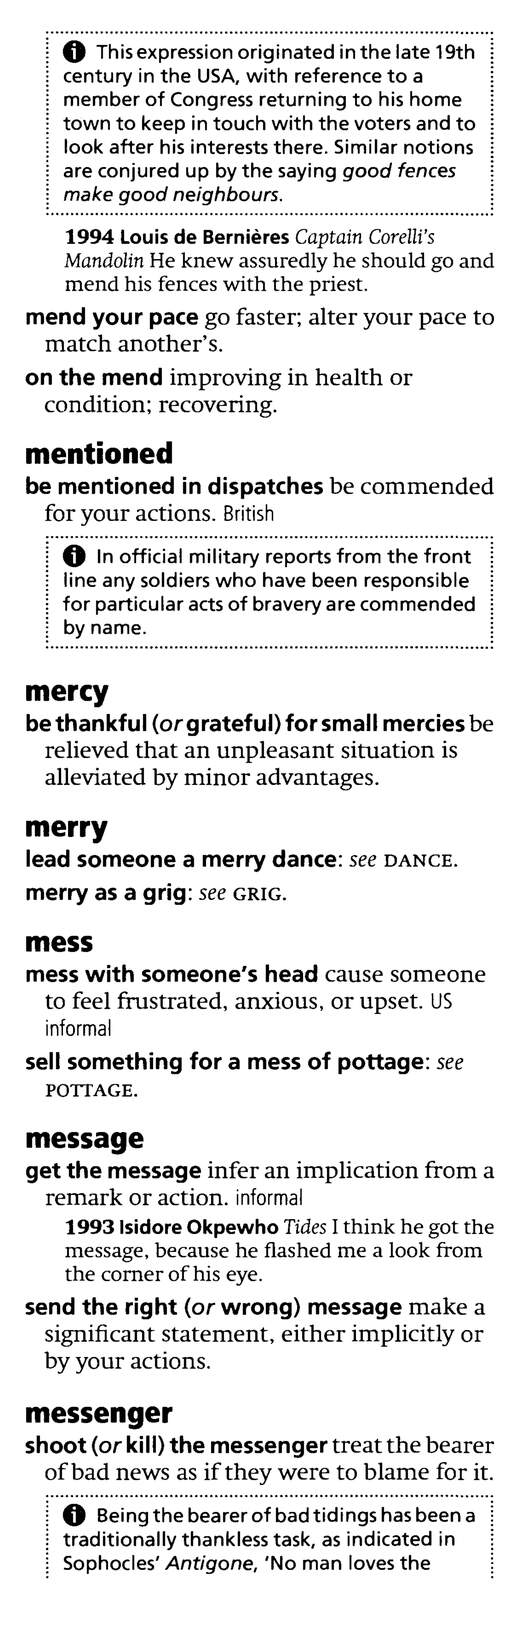 This expression originated in the late 19th
century in the USA, with reference to a
member of Congress returning to his home
town to keep in touch with the voters and to
look after his interests there. Similar notions
are conjured up by the saying good fences
make good neighbours.
1994 Louis de Bernières Captain Corelli's
Mandolin He knew assuredly he should go and
mend his fences with the priest.
mend your pace go faster; alter your pace to
match another's.
on the mend improving in health or
condition; recovering.
mentioned
be mentioned in dispatches be commended
for your actions. British
In official military reports from the front
line any soldiers who have been responsible
for particular acts of bravery are commended
by name.
mercy
be thankful (or grateful) for small mercies be
relieved that an unpleasant situation is
alleviated by minor advantages.
merry
lead someone a merry dance: see DANCE.
merry as a grig: see GRIG.
mess
mess with someone's head cause someone
to feel frustrated, anxious, or upset. US
informal
sell something for a mess of pottage: see
POTTAGE.
message
get the message infer an implication from a
remark or action. informal
1993 Isidore Okpewho Tides I think he got the
message, because he flashed me a look from
the corner of his eye.
send the right (or wrong) message make a
significant statement, either implicitly or
by your actions.
messenger
shoot (or kill) the messenger treat the bearer
of bad news as if they were to blame for it.
Being the bearer of bad tidings has been a
traditionally thankless task, as indicated in
Sophocles' Antigone, 'No man loves the